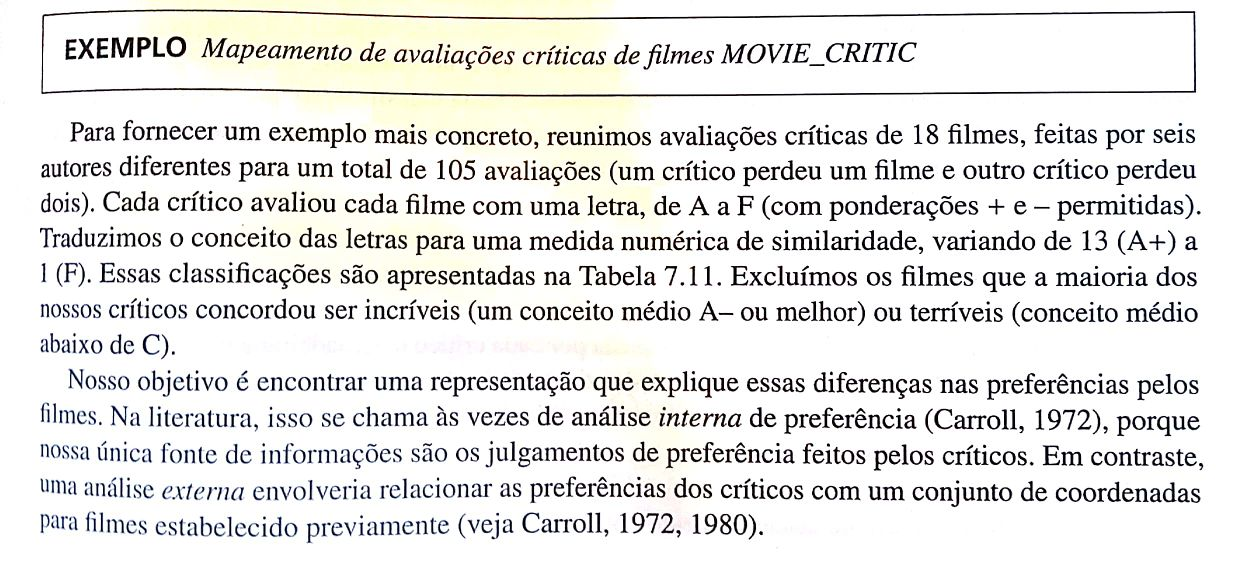 EXEMPLO Mapeamento de avaliações críticas de filmes MOVIE_CRITIC
Para fornecer um exemplo mais concreto, reunimos avaliações críticas de 18 filmes, feitas por seis
autores diferentes para um total de 105 avaliações (um crítico perdeu um filme e outro crítico perdeu
dois). Cada crítico avaliou cada filme com uma letra, de A a F (com ponderações + e – permitidas).
Traduzimos o conceito das letras para uma medida numérica de similaridade, variando de 13 (A+) a
1 (F). Essas classificações são apresentadas na Tabela 7.11. Excluímos os filmes que a maioria dos
nossos críticos concordou ser incríveis (um conceito médio A– ou melhor) ou terríveis (conceito médio
abaixo de C).
Nosso objetivo é encontrar uma representação que explique essas diferenças nas preferências pelos
filmes. Na literatura, isso se chama às vezes de análise interna de preferência (Carroll, 1972), porque
nossa única fonte de informações são os julgamentos de preferência feitos pelos críticos. Em contraste,
uma análise externa envolveria relacionar as preferências dos críticos com um conjunto de coordenadas
para filmes estabelecido previamente (veja Carroll, 1972, 1980).